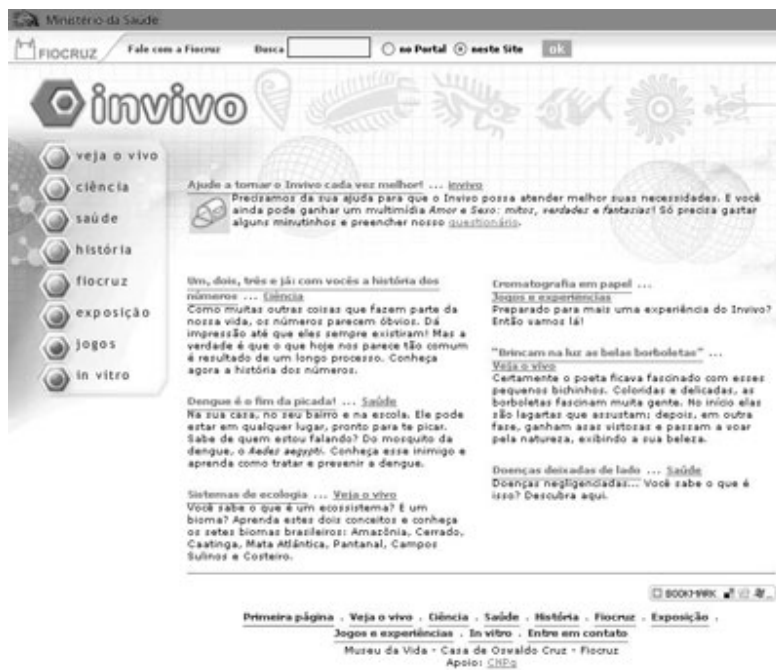 Ministério da Saúde
FIOCRUZ
Fale com a Fiocruz
Busca
no Portal
neste Site
ok
invivo
veja o vivo
ciência
saúde
história
fiocruz
exposição
jogos
in vitro
Ajude a tornar o Invivo cada vez melhor! ... invivo
Precisamos da sua ajuda para que o Invivo possa atender melhor suas necessidades. E você
ainda pode ganhar um multimídia Amor e Sexo: mitos, verdades e fantasias! Só precisa gastar
alguns minutinhos e preencher nosso questionário.
Um, dois, três e já: com vocês a história dos
números ... Ciência
Como muitas outras coisas que fazem parte da
nossa vida, os números parecem óbvios. Dá
impressão até que eles sempre existiram! Mas a
verdade é que o que hoje nos parece tão comum
é resultado de um longo processo. Conheça
agora a história dos números.
Dengue é o fim da picada! ... Saúde
Na sua casa, no seu bairro e na escola. Ele pode
estar em qualquer lugar, pronto para te picar.
Sabe de quem estou falando? Do mosquito da
dengue, o Aedes aegypti. Conheça esse inimigo e
aprenda como tratar e prevenir a dengue.
Sistemas de ecologia ... Veja o vivo
Você sabe o que é um ecossistema? E um
bioma? Aprenda estes dois conceitos e conheça
os setes biomas brasileiros: Amazônia, Cerrado,
Caatinga, Mata Atlântica, Pantanal, Campos
Sulinos e Costeiro.
Cromatografia em papel ...
Jogos e experiências
Preparado para mais uma experiência do Invivo?
Então vamos lá!
"Brincam na luz as belas borboletas" ...
Veja o vivo
Certamente o poeta ficava fascinado com esses
pequenos bichinhos. Coloridas e delicadas, as
borboletas fascinam muita gente. No início elas
são lagartas que assustam; depois, em outra
fase, ganham asas vistosas e passam a voar
pela natureza, exibindo a sua beleza.
Doenças deixadas de lado ... Saúde
Doenças negligenciadas... Você sabe o que é
isso? Descubra aqui.
BOOKMARK
Primeira página . Veja o vivo . Ciência . Saúde . História . Fiocruz . Exposição .
Jogos e experiências . In vitro . Entre em contato
Museu da Vida - Casa de Oswaldo Cruz - Fiocruz
Apoio: CNPq